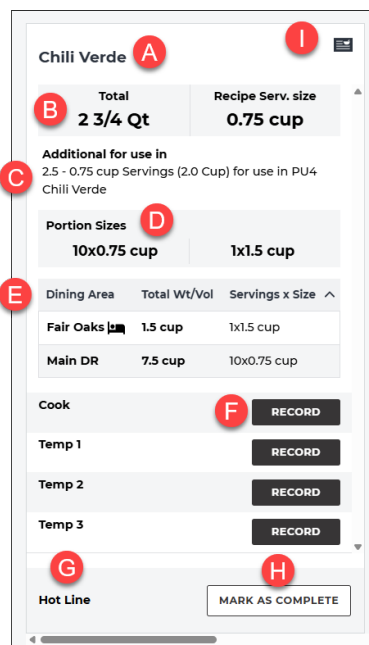 I
Chili Verde A
Total Recipe Serv. size
B 2 3/4 Qt 0.75 cup
Additional for
use in
C 2.5 - 0.75 cup Servings (2.0 Cup) for use in PU4
Chili Verde
Portion Sizes D
10x0.75 cup 1x1.5 cup
E Dining Area Total Wt/Vol Servings x Size
Fair Oaks 1.5 cup 1x1.5 cup
Main DR 7.5 cup 10x0.75 cup
Cook F RECORD
Temp 1 RECORD
Temp 2 RECORD
Temp 3 RECORD
G H
Hot Line MARK AS COMPLETE